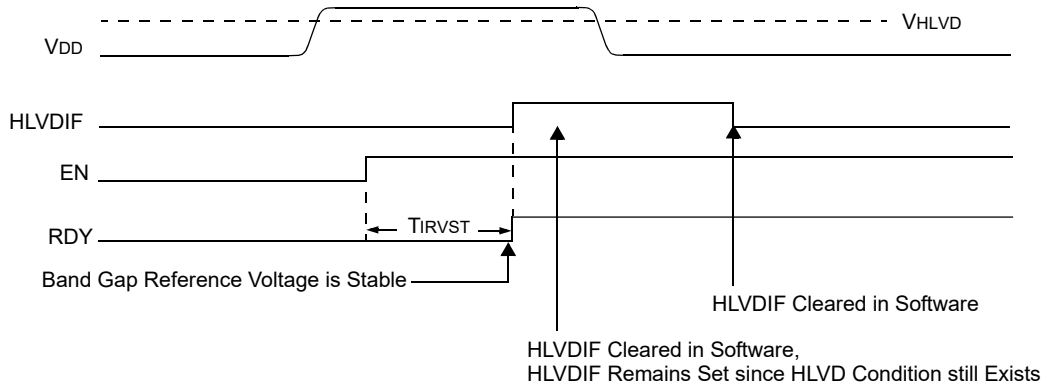 VHLVD
VDD
HLVDIF
EN
TIRVST
RDY
Band Gap Reference Voltage is Stable
HLVDIF Cleared in Software
HLVDIF Cleared in Software,
HLVDIF Remains Set since HLVD Condition still Exists